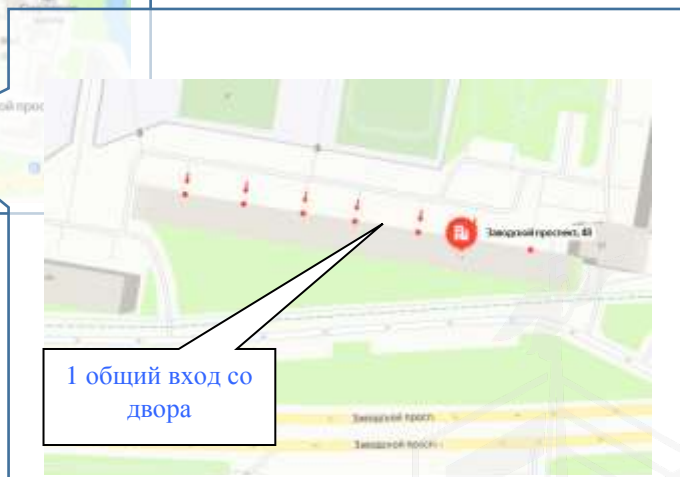 Заводской проспект, 48
1 общий вход со
двора
Заводской просп.
Заводской просп.